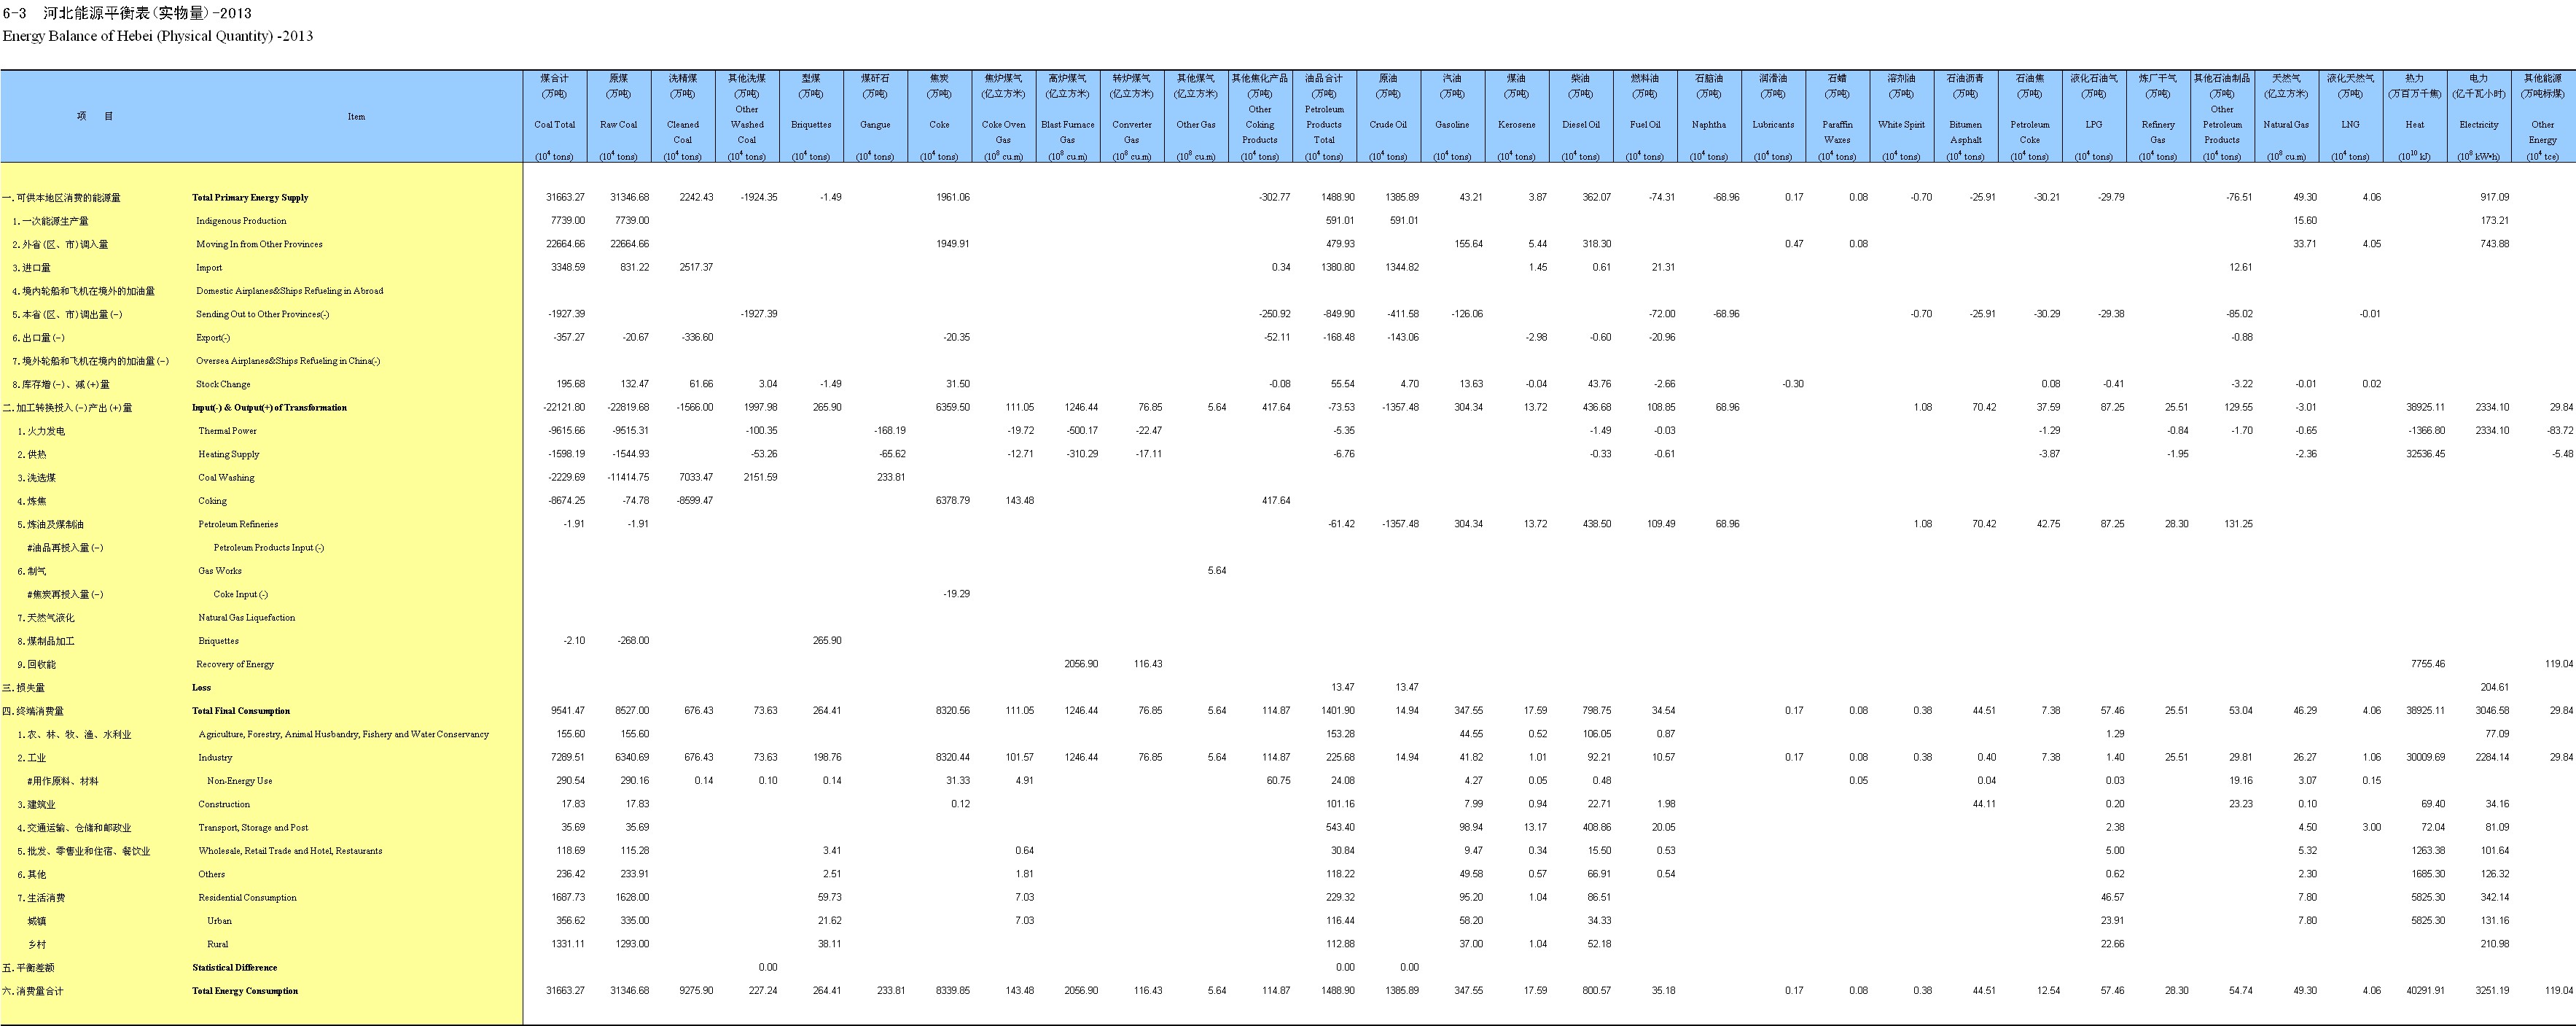 6-3 河北能源平衡表(实物量)-2013
Energy Balance of Hebei (Physical Quantity) -2013
煤合计 原煤 洗精煤 其他洗煤 型煤 煤矸石 焦炭 焦炉煤气 高炉煤气 转炉煤气 其他煤气 其他焦化产品 油品合计 原油 汽油 煤油 柴油 燃料油 石脑油 润滑油 石蜡 溶剂油 石油沥青 石油焦 液化石油气 炼厂干气 其他石油制品 天然气 液化天然气 热力 电力 其他能源
(万吨) (万吨) (万吨) (万吨) (万吨) (万吨) (万吨) (亿立方米) (亿立方米) (亿立方米) (亿立方米) (万吨) (万吨) (万吨) (万吨) (万吨) (万吨) (万吨) (万吨) (万吨) (万吨) (万吨) (万吨) (万吨) (万吨) (万吨) (万吨) (亿立方米) (万吨) (万百万千焦) (亿千瓦小时) (万吨标煤)
Other Other Petroleum Other
项 目 Item
Coal Total Raw Coal Cleaned Washed Briquettes Gangue Coke Coke Oven Blast Furnace Converter Other Gas Coking Products Crude Oil Gasoline Kerosene Diesel Oil Fuel Oil Naphtha Lubricants Paraffin White Spirit Bitumen Petroleum LPG Refinery Petroleum Natural Gas LNG Heat Electricity Other
Coal Coal Gas Gas Gas Products Total Waxes Asphalt Coke Gas Products Energy
(10⁴ tons) (10⁴ tons) (10⁴ tons) (10⁴ tons) (10⁴ tons) (10⁴ tons) (10⁴ tons) (10⁸ cu.m) (10⁸ cu.m) (10⁸ cu.m) (10⁸ cu.m) (10⁴ tons) (10⁴ tons) (10⁴ tons) (10⁴ tons) (10⁴ tons) (10⁴ tons) (10⁴ tons) (10⁴ tons) (10⁴ tons) (10⁴ tons) (10⁴ tons) (10⁴ tons) (10⁴ tons) (10⁴ tons) (10⁴ tons) (10⁴ tons) (10⁸ cu.m) (10⁴ tons) (10¹⁰ kJ) (10⁸ kW•h) (10⁴ tce)
一.可供本地区消费的能源量 Total Primary Energy Supply 31663.27 31346.68 2242.43 -1924.35 -1.49 1961.06 -302.77 1488.90 1385.89 43.21 3.87 362.07 -74.31 -68.96 0.17 0.08 -0.70 -25.91 -30.21 -29.79 -76.51 49.30 4.06 917.09
1.一次能源生产量 Indigenous Production 7739.00 7739.00 591.01 591.01 15.60 173.21
2.外省(区、市)调入量 Moving In from Other Provinces 22664.66 22664.66 1949.91 479.93 155.64 5.44 318.30 0.47 0.08 33.71 4.05 743.88
3.进口量 Import 3348.59 831.22 2517.37 0.34 1380.80 1344.82 1.45 0.61 21.31 12.61
4.境内轮船和飞机在境外的加油量 Domestic Airplanes&Ships Refueling in Abroad
5.本省(区、市)调出量(-) Sending Out to Other Provinces(-) -1927.39 -1927.39 -250.92 -849.90 -411.58 -126.06 -72.00 -68.96 -0.70 -25.91 -30.29 -29.38 -85.02 -0.01
6.出口量(-) Export(-) -357.27 -20.67 -336.60 -20.35 -52.11 -168.48 -143.06 -2.98 -0.60 -20.96 -0.88
7.境外轮船和飞机在境内的加油量(-) Oversea Airplanes&Ships Refueling in China(-)
8.库存增(-)、减(+)量 Stock Change 195.68 132.47 61.66 3.04 -1.49 31.50 -0.08 55.54 4.70 13.63 -0.04 43.76 -2.66 -0.30 0.08 -0.41 -3.22 -0.01 0.02
二.加工转换投入(-)产出(+)量 Input(-) & Output(+) of Transformation -22121.80 -22819.68 -1566.00 1997.98 265.90 6359.50 111.05 1246.44 76.85 5.64 417.64 -73.53 -1357.48 304.34 13.72 436.68 108.85 68.96 1.08 70.42 37.59 87.25 25.51 129.55 -3.01 38925.11 2334.10 29.84
1.火力发电 Thermal Power -9615.66 -9515.31 -100.35 -168.19 -19.72 -500.17 -22.47 -5.35 -1.49 -0.03 -1.29 -0.84 -1.70 -0.65 -1366.80 2334.10 -83.72
2.供热 Heating Supply -1598.19 -1544.93 -53.26 -65.62 -12.71 -310.29 -17.11 -6.76 -0.33 -0.61 -3.87 -1.95 -2.36 32536.45 -5.48
3.洗选煤 Coal Washing -2229.69 -11414.75 7033.47 2151.59 233.81
4.炼焦 Coking -8674.25 -74.78 -8599.47 6378.79 143.48 417.64
5.炼油及煤制油 Petroleum Refineries -1.91 -1.91 -61.42 -1357.48 304.34 13.72 438.50 109.49 68.96 1.08 70.42 42.75 87.25 28.30 131.25
#油品再投入量(-) Petroleum Products Input (-)
6.制气 Gas Works 5.64
#焦炭再投入量(-) Coke Input (-) -19.29
7.天然气液化 Natural Gas Liquefaction
8.煤制品加工 Briquettes -2.10 -268.00 265.90
9.回收能 Recovery of Energy 2056.90 116.43 7755.46 119.04
三.损失量 Loss 13.47 13.47 204.61
四.终端消费量 Total Final Consumption 9541.47 8527.00 676.43 73.63 264.41 8320.56 111.05 1246.44 76.85 5.64 114.87 1401.90 14.94 347.55 17.59 798.75 34.54 0.17 0.08 0.38 44.51 7.38 57.46 25.51 53.04 46.29 4.06 38925.11 3046.58 29.84
1.农、林、牧、渔、水利业 Agriculture, Forestry, Animal Husbandry, Fishery and Water Conservancy 155.60 155.60 153.28 44.55 0.52 106.05 0.87 1.29 77.09
2.工业 Industry 7289.51 6340.69 676.43 73.63 198.76 8320.44 101.57 1246.44 76.85 5.64 114.87 225.68 14.94 41.82 1.01 92.21 10.57 0.17 0.08 0.38 0.40 7.38 1.40 25.51 29.81 26.27 1.06 30009.69 2284.14 29.84
#用作原料、材料 Non-Energy Use 290.54 290.16 0.14 0.10 0.14 31.33 4.91 60.75 24.08 4.27 0.05 0.48 0.05 0.04 0.03 19.16 3.07 0.15
3.建筑业 Construction 17.83 17.83 0.12 101.16 7.99 0.94 22.71 1.98 44.11 0.20 23.23 0.10 69.40 34.16
4.交通运输、仓储和邮政业 Transport, Storage and Post 35.69 35.69 543.40 98.94 13.17 408.86 20.05 2.38 4.50 3.00 72.04 81.09
5.批发、零售业和住宿、餐饮业 Wholesale, Retail Trade and Hotel, Restaurants 118.69 115.28 3.41 0.64 30.84 9.47 0.34 15.50 0.53 5.00 5.32 1263.38 101.64
6.其他 Others 236.42 233.91 2.51 1.81 118.22 49.58 0.57 66.91 0.54 0.62 2.30 1685.30 126.32
7.生活消费 Residential Consumption 1687.73 1628.00 59.73 7.03 229.32 95.20 1.04 86.51 46.57 7.80 5825.30 342.14
城镇 Urban 356.62 335.00 21.62 7.03 116.44 58.20 34.33 23.91 7.80 5825.30 131.16
乡村 Rural 1331.11 1293.00 38.11 112.88 37.00 1.04 52.18 22.66 210.98
五.平衡差额 Statistical Difference 0.00 0.00 0.00
六.消费量合计 Total Energy Consumption 31663.27 31346.68 9275.90 227.24 264.41 233.81 8339.85 143.48 2056.90 116.43 5.64 114.87 1488.90 1385.89 347.55 17.59 800.57 35.18 0.17 0.08 0.38 44.51 12.54 57.46 28.30 54.74 49.30 4.06 40291.91 3251.19 119.04